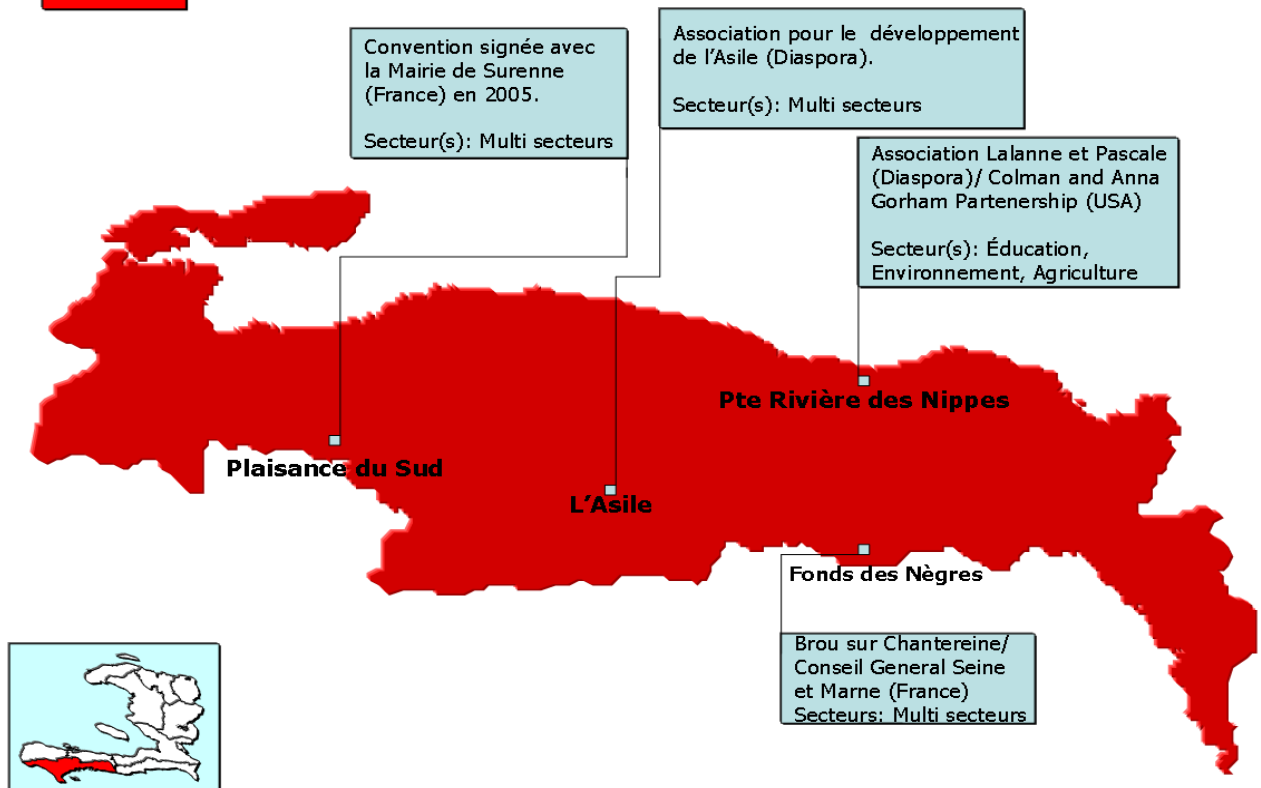 Convention signée avec
la Mairie de Surenne
(France) en 2005.
Secteur(s): Multi secteurs
Association pour le développement
de l'Asile (Diaspora).
Secteur(s): Multi secteurs
Association Lalanne et Pascale
(Diaspora)/ Colman and Anna
Gorham Partenership (USA)
Secteur(s): Éducation,
Environnement, Agriculture
Pte Rivière des Nippes
Plaisance du Sud
L'Asile
Fonds des Nègres
Brou sur Chantereine/
Conseil General Seine
et Marne (France)
Secteurs: Multi secteurs